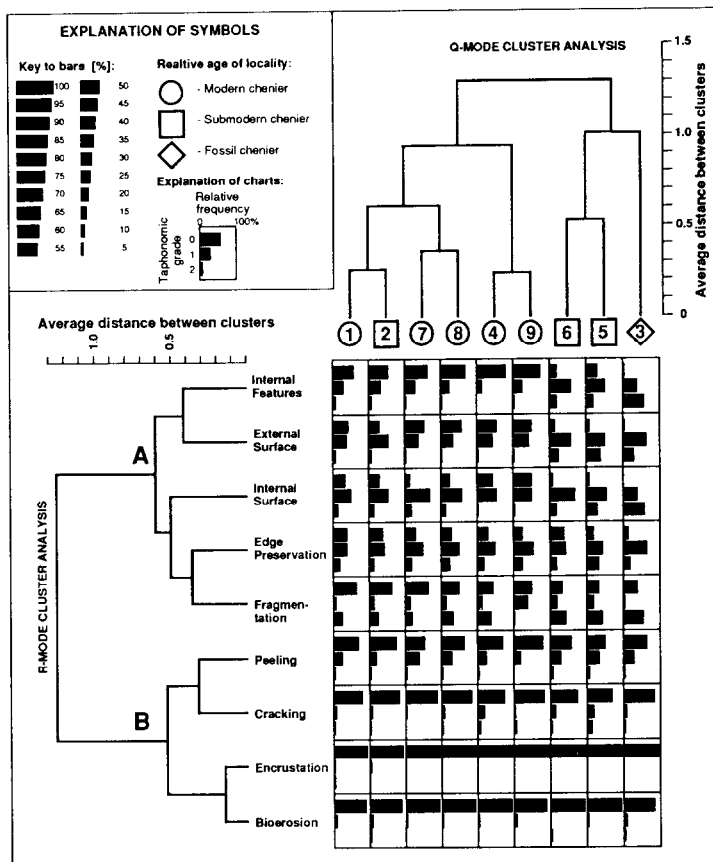 EXPLANATION OF SYMBOLS
Key to bars [%]:
100 50
95 45
90 40
85 35
80 30
75 25
70 20
65 15
60 10
55 5
Realtive age of locality:
- Modern chenier
- Submodern chenier
- Fossil chenier
Explanation of charts:
Relative
frequency
0 100%
Taphonomic
grade
0
1
2
Q-MODE CLUSTER ANALYSIS
1.5
1.0
0.5
0
Average distance between clusters
1 2 7 8 4 9 6 5 3
Average distance between clusters
1.0 0.5
R-MODE CLUSTER ANALYSIS
A
B
Internal
Features
External
Surface
Internal
Surface
Edge
Preservation
Fragmen-
tation
Peeling
Cracking
Encrustation
Bioerosion